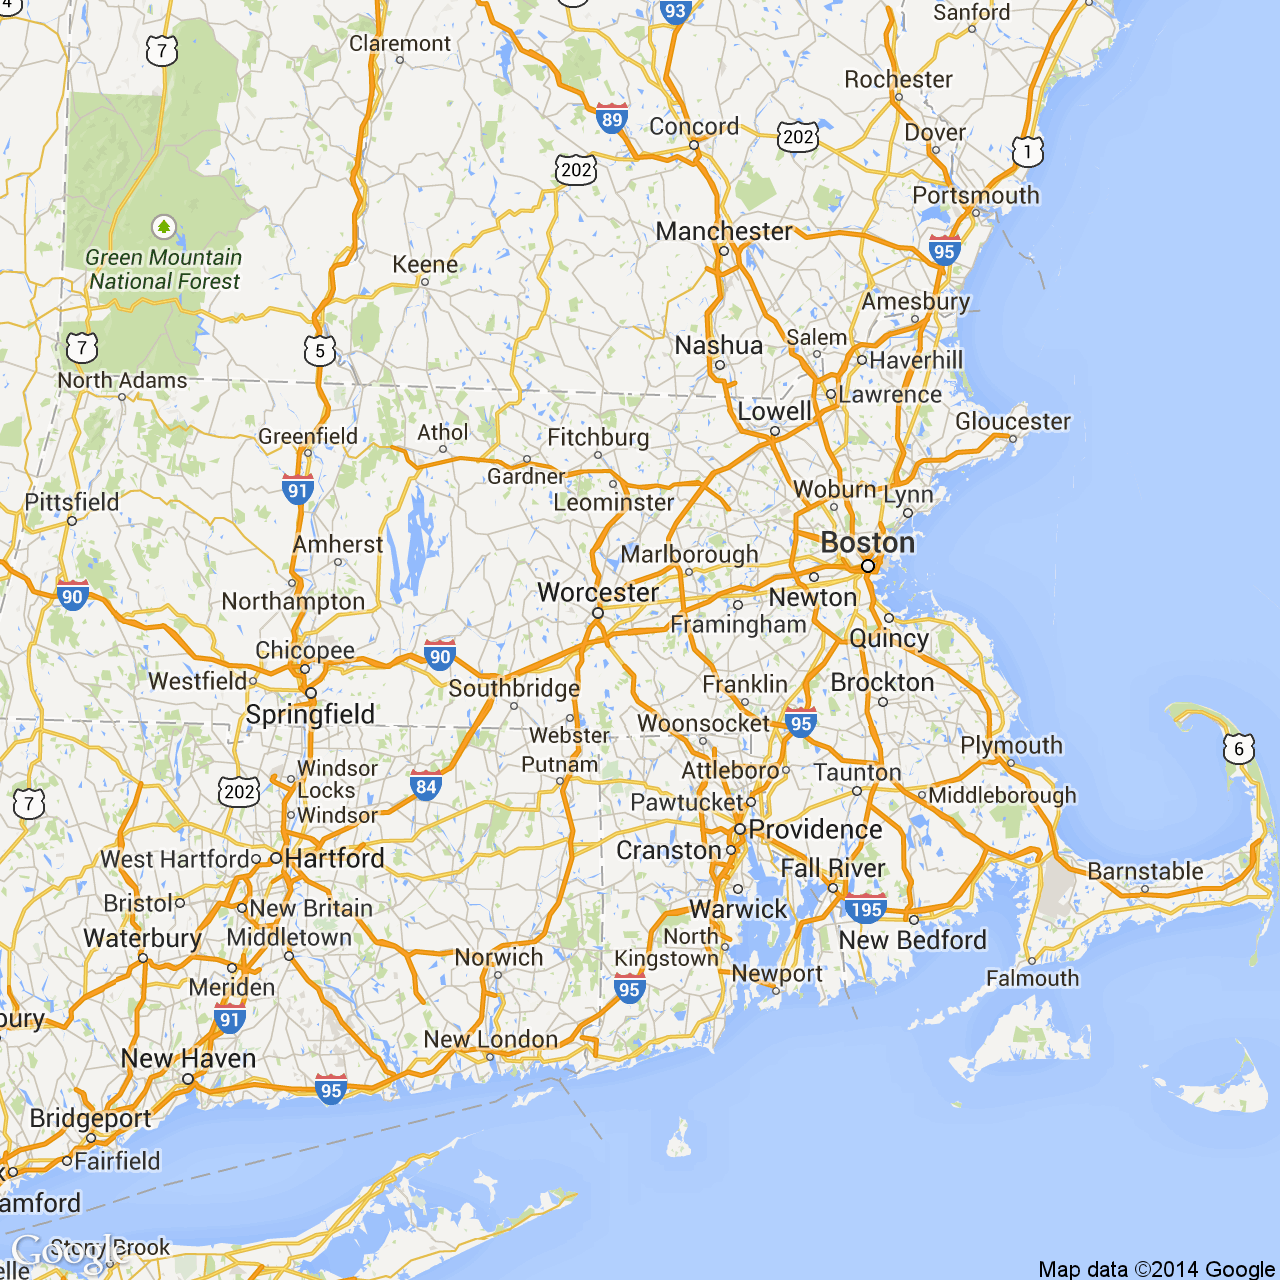 4
93
Sanford
7
Claremont
Rochester
89
Concord
202
Dover
1
202
Portsmouth
Manchester
95
Green Mountain
National Forest
Keene
Amesbury
7
5
Nashua
Salem
Haverhill
North Adams
Lawrence
Lowell
Gloucester
Greenfield
Athol
Fitchburg
Gardner
91
Leominster
Woburn
Lynn
Pittsfield
Amherst
Marlborough
Boston
90
Northampton
Worcester
Newton
Framingham
Quincy
Chicopee
90
Westfield
Southbridge
Franklin
Brockton
Springfield
Webster
Woonsocket
95
Plymouth
6
Windsor
Locks
Putnam
Attleboro
Taunton
7
202
84
Windsor
Pawtucket
Middleborough
Providence
West Hartford
Hartford
Cranston
Fall River
Barnstable
Bristol
New Britain
Warwick
195
Waterbury
Middletown
North
Kingstown
New Bedford
Norwich
Newport
Falmouth
Meriden
95
bury
91
New London
New Haven
95
Bridgeport
Fairfield
amford
Stony Brook
Google
elle
Map data ©2014 Google